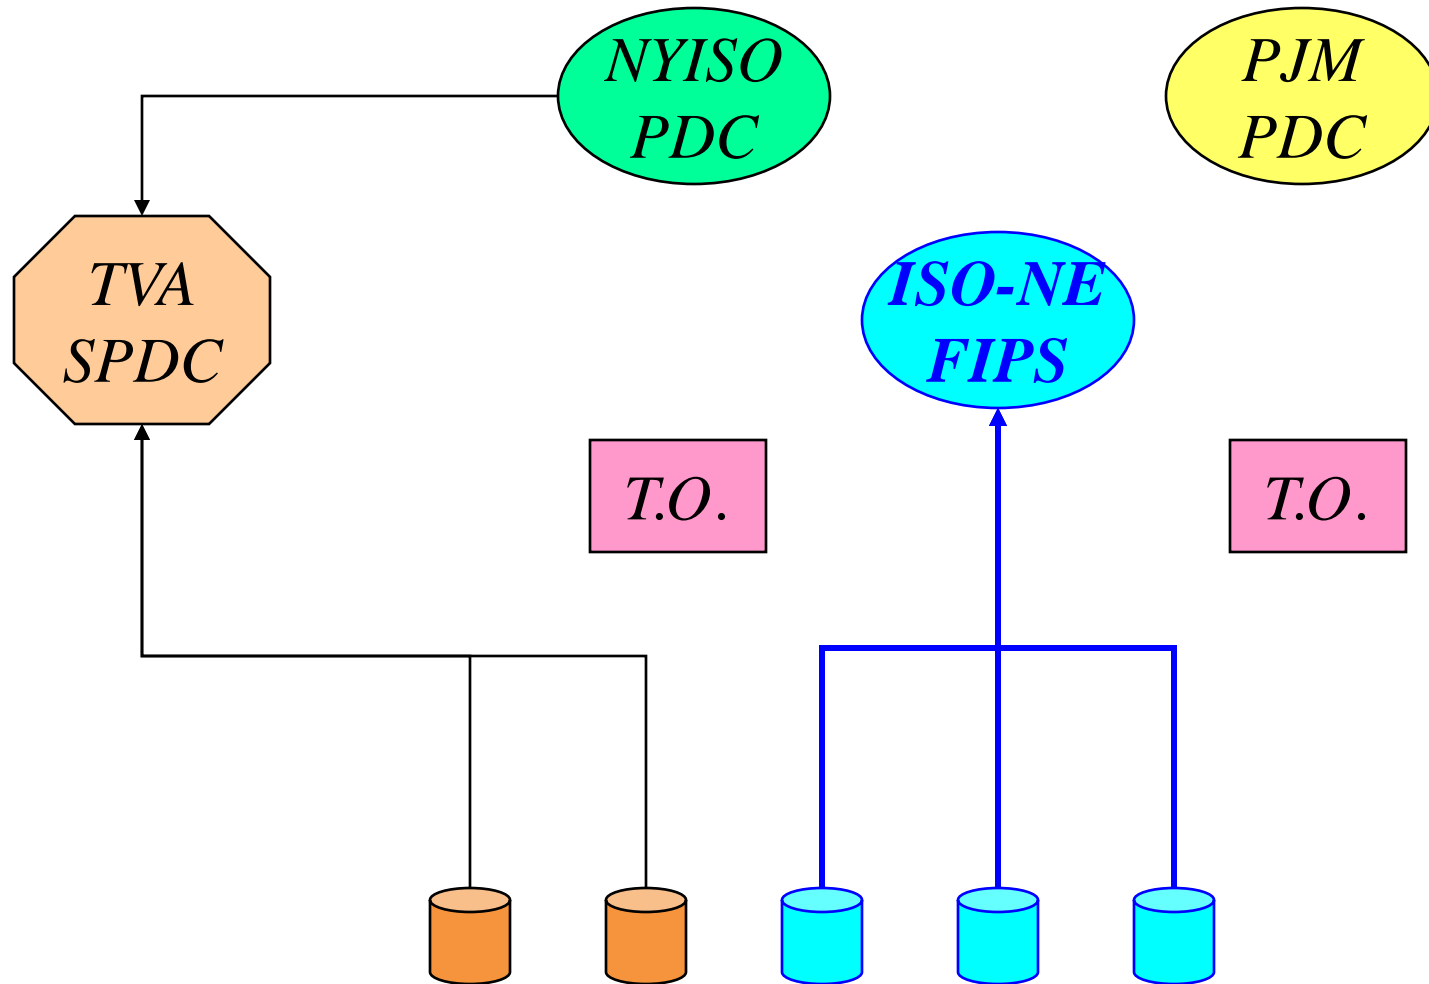 NYISO
PDC
PJM
PDC
TVA
SPDC
ISO-NE
FIPS
T.O.
T.O.